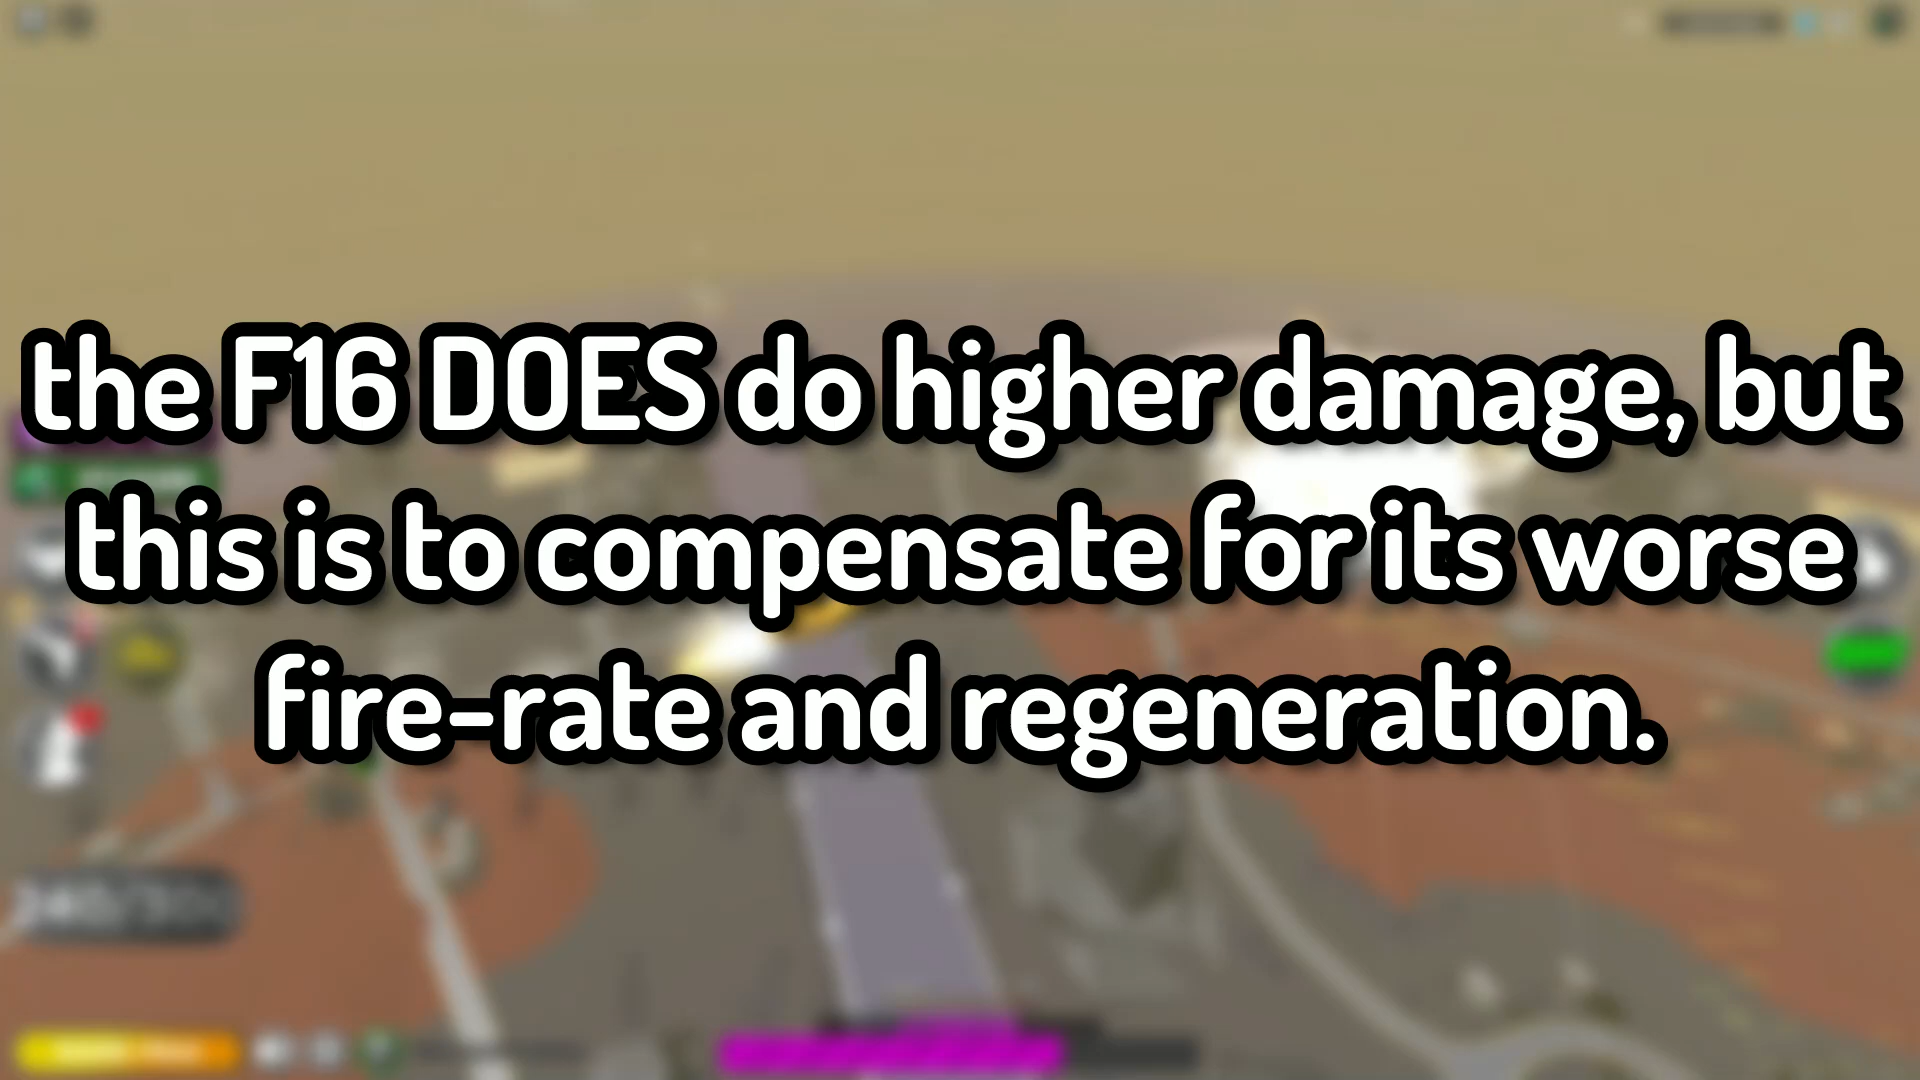 the F16 DOES do higher damage, but
this is to compensate for its worse
fire-rate and regeneration.